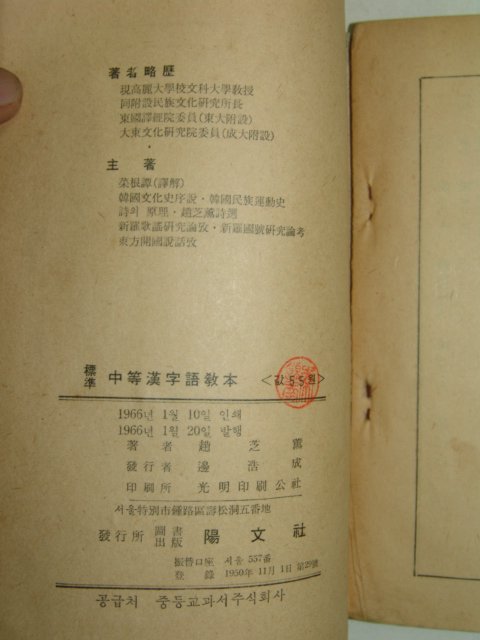 著者略歷
現高麗大學校文科大學敎授
同附設民族文化硏究所長
東國譯經院委員(東大附設)
大東文化硏究院委員(成大附設)
主 著
菜根譚(譯解)
韓國文化史序說・韓國民族運動史
詩의 原理・趙芝薰詩選
新羅歌謠硏究論攷・新羅國號硏究論考
東方開國說話攷
標準 中等漢字語敎本 <값 55원>
1966년 1월 10일 인쇄
1966년 1월 20일 발행
著者 趙芝薰
發行者 邊浩成
印刷所 光明印刷公社
서울特別市鍾路區壽松洞五番地
發行所 圖書出版 陽文社
振替口座 서울 557番
登錄 1950年 11月 1日 第29號
공급처 중등교과서주식회사